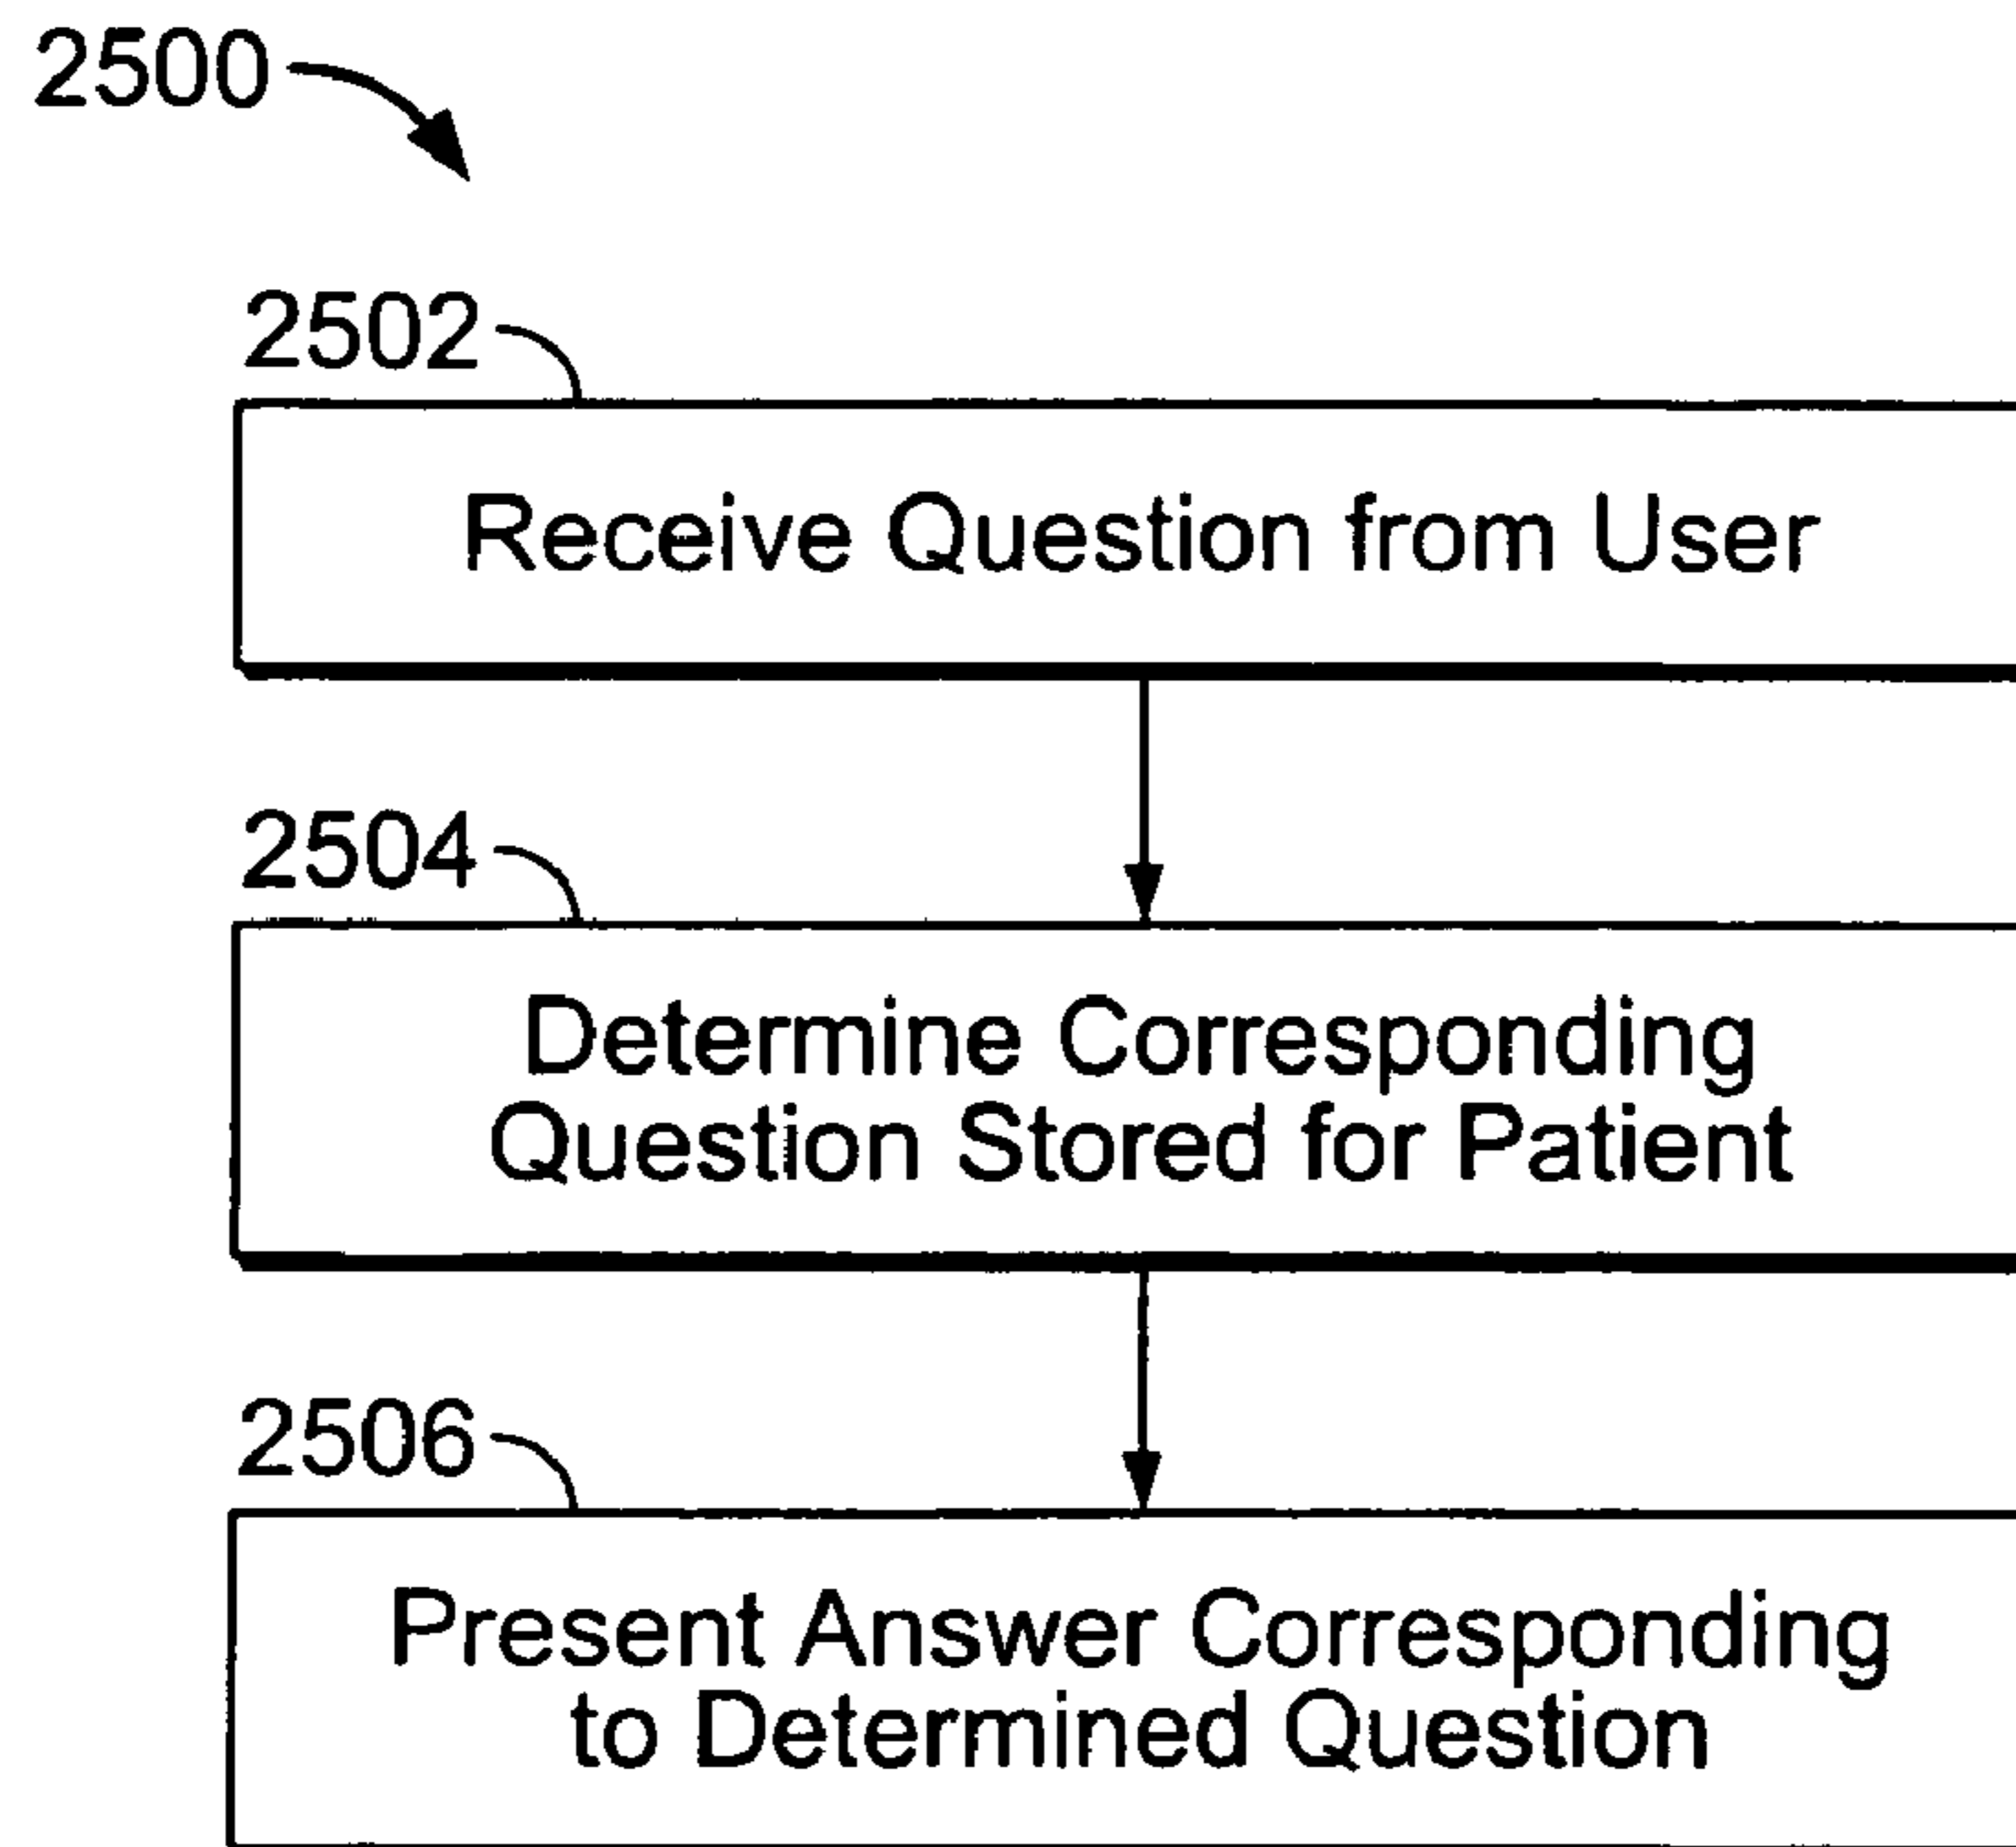 2500
2502
Receive Question from User
2504
Determine Corresponding
Question Stored for Patient
2506
Present Answer Corresponding
to Determined Question